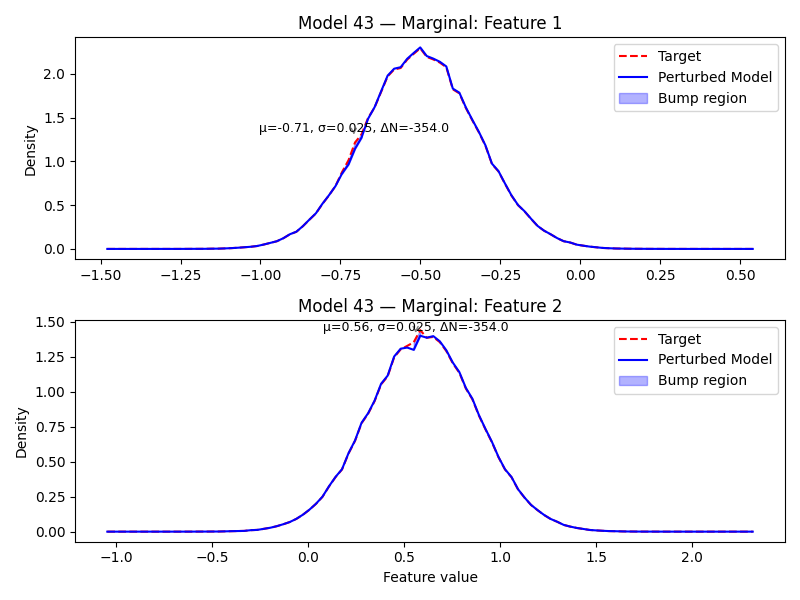 Model 43 — Marginal: Feature 1
Density
2.0
1.5
1.0
0.5
0.0
μ=-0.71, σ=0.025, ΔN=-354.0
Target
Perturbed Model
Bump region
−1.50 −1.25 −1.00 −0.75 −0.50 −0.25 0.00 0.25 0.50
Model 43 — Marginal: Feature 2
Density
1.50
1.25
1.00
0.75
0.50
0.25
0.00
μ=0.56, σ=0.025, ΔN=-354.0
Target
Perturbed Model
Bump region
−1.0 −0.5 0.0 0.5 1.0 1.5 2.0
Feature value